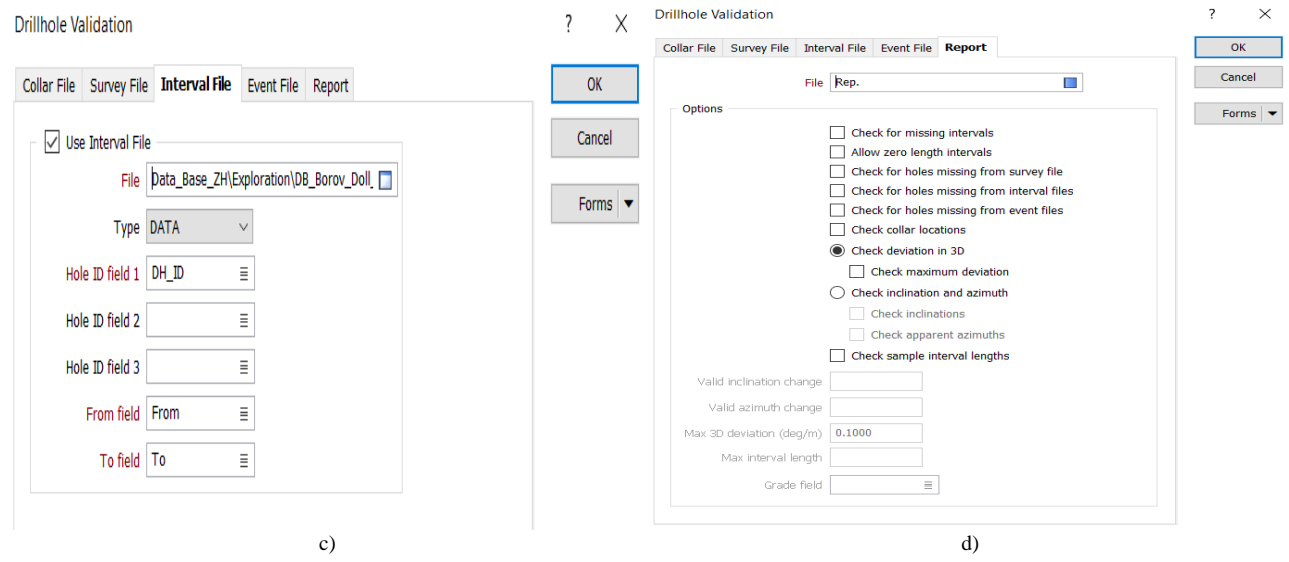 Drillhole Validation
?
X
Collar File Survey File Interval File Event File Report
OK
Cancel
Forms
Use Interval File
File Data_Base_ZH\Exploration\DB_Borov_Doll_
Type DATA
Hole ID field 1 DH_ID
Hole ID field 2
Hole ID field 3
From field From
To field To
c)
Drillhole Validation
?
X
Collar File Survey File Interval File Event File Report
OK
Cancel
Forms
File Rep.
Options
Check for missing intervals
Allow zero length intervals
Check for holes missing from survey file
Check for holes missing from interval files
Check for holes missing from event files
Check collar locations
Check deviation in 3D
Check maximum deviation
Check inclination and azimuth
Check inclinations
Check apparent azimuths
Check sample interval lengths
Valid inclination change
Valid azimuth change
Max 3D deviation (deg/m) 0.1000
Max interval length
Grade field
d)